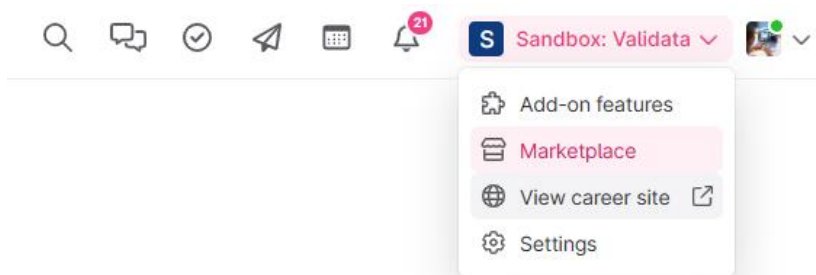 21
S Sandbox: Validata
Add-on features
Marketplace
View career site
Settings